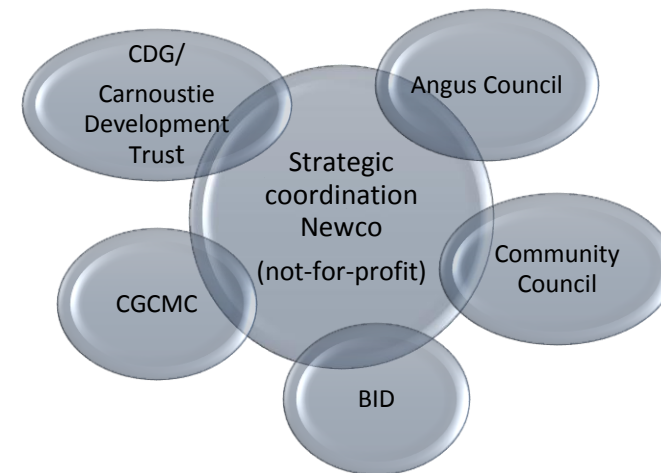 CDG/
Carnoustie
Development
Trust
Angus Council
Strategic
coordination
Newco
(not-for-profit)
Community
Council
CGCMC
BID